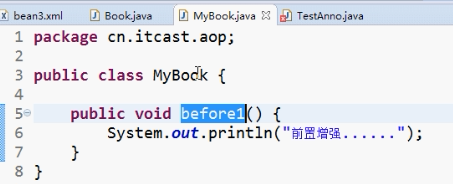 bean3.xml Book.java MyBook.java TestAnno.java
1 package cn.itcast.aop;
2
3 public class MyBook {
4
5 public void before1() {
6 System.out.println("前置增强......");
7 }
8 }